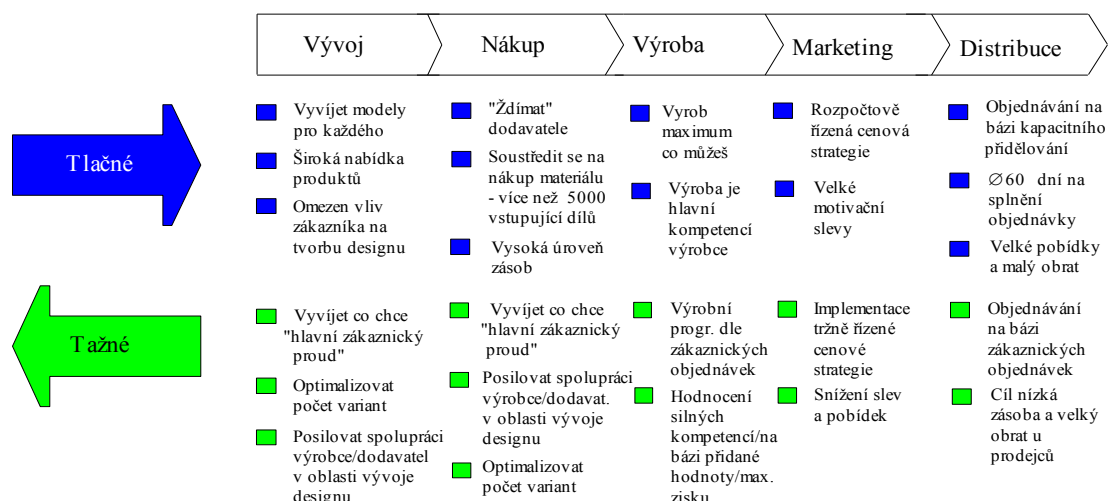 Vývoj
Nákup
Výroba
Marketing
Distribuce
Tlačné
Vyvíjet modely
pro každého
Široká nabídka
produktů
Omezen vliv
zákazníka na
tvorbu designu
"Ždímat"
dodavatele
Soustředit se na
nákup materiálu
- více než 5000
vstupující dílů
Vysoká úroveň
zásob
Vyrob
maximum
co můžeš
Výroba je
hlavní
kompetencí
výrobce
Rozpočtově
řízená cenová
strategie
Velké
motivační
slevy
Objednávání na
bázi kapacitního
přidělování
∅60 dní na
splnění
objednávky
Velké pobídky
a malý obrat
Tažné
Vyvíjet co chce
"hlavní zákaznický
proud"
Optimalizovat
počet variant
Posilovat spolupráci
výrobce/dodavatel
v oblasti vývoje
designu
Vyvíjet co chce
"hlavní zákaznický
proud"
Posilovat spolupráci
výrobce/dodavat.
v oblasti vývoje
designu
Optimalizovat
počet variant
Výrobní
progr. dle
zákaznických
objednávek
Hodnocení
silných
kompetencí/na
bázi přidané
hodnoty/max.
zisku
Implementace
tržně řízené
cenové
strategie
Snížení slev
a pobídek
Objednávání
na bázi
zákaznických
objednávek
Cíl nízká
zásoba a velký
obrat u
prodejců